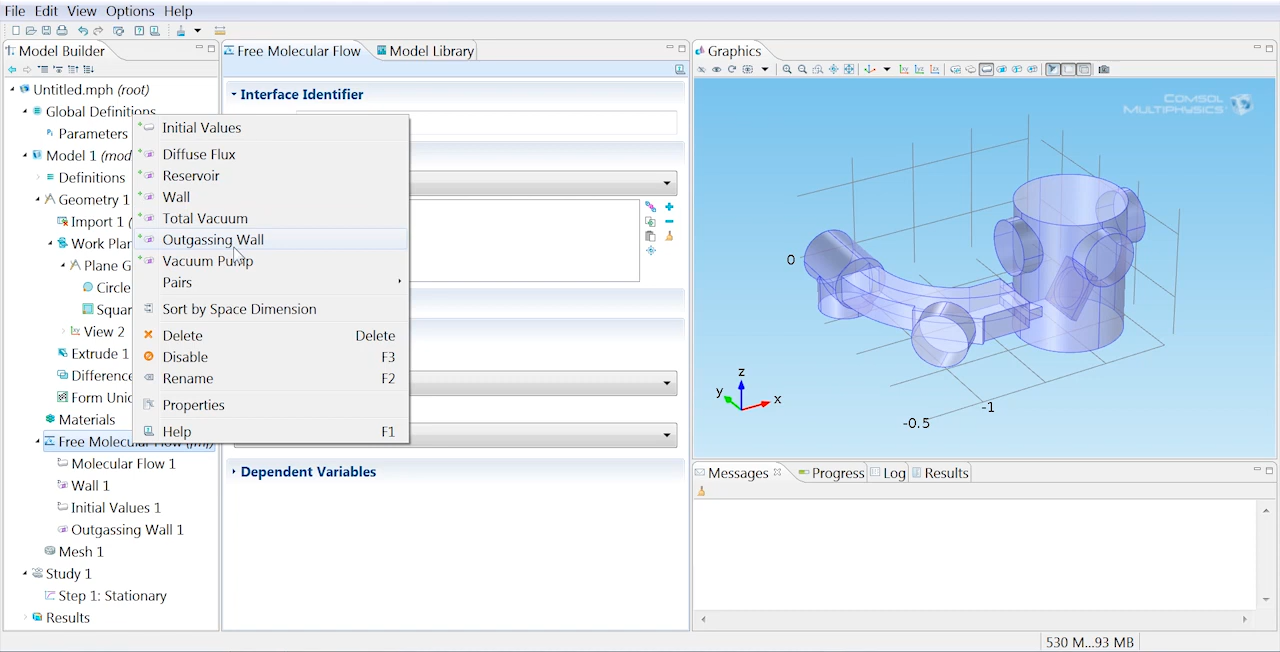 File Edit View Options Help
Model Builder
Untitled.mph (root)
Global Definitions
Parameters
Model 1 (mod
Definitions
Geometry 1
Import 1 (
Work Plan
Plane G
Circle
Squar
View 2
Extrude 1
Difference
Form Unio
Materials
Free Molecular Flow (fmf)
Molecular Flow 1
Wall 1
Initial Values 1
Outgassing Wall 1
Mesh 1
Study 1
Step 1: Stationary
Results
Initial Values
Diffuse Flux
Reservoir
Wall
Total Vacuum
Outgassing Wall
Vacuum Pump
Pairs
Sort by Space Dimension
Delete Delete
Disable F3
Rename F2
Properties
Help F1
Free Molecular Flow Model Library
Interface Identifier
Dependent Variables
Graphics
COMSOL
MULTIPHYSICS
0
z
y
x
-1
-0.5
Messages Progress Log Results
530 M...93 MB